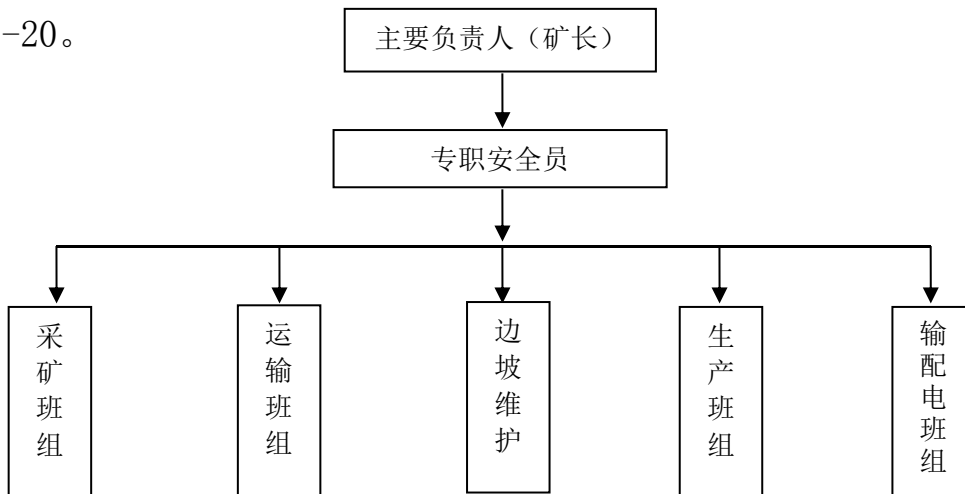 -20。
主要负责人（矿长）
专职安全员
采矿班组
运输班组
边坡维护
生产班组
输配电班组